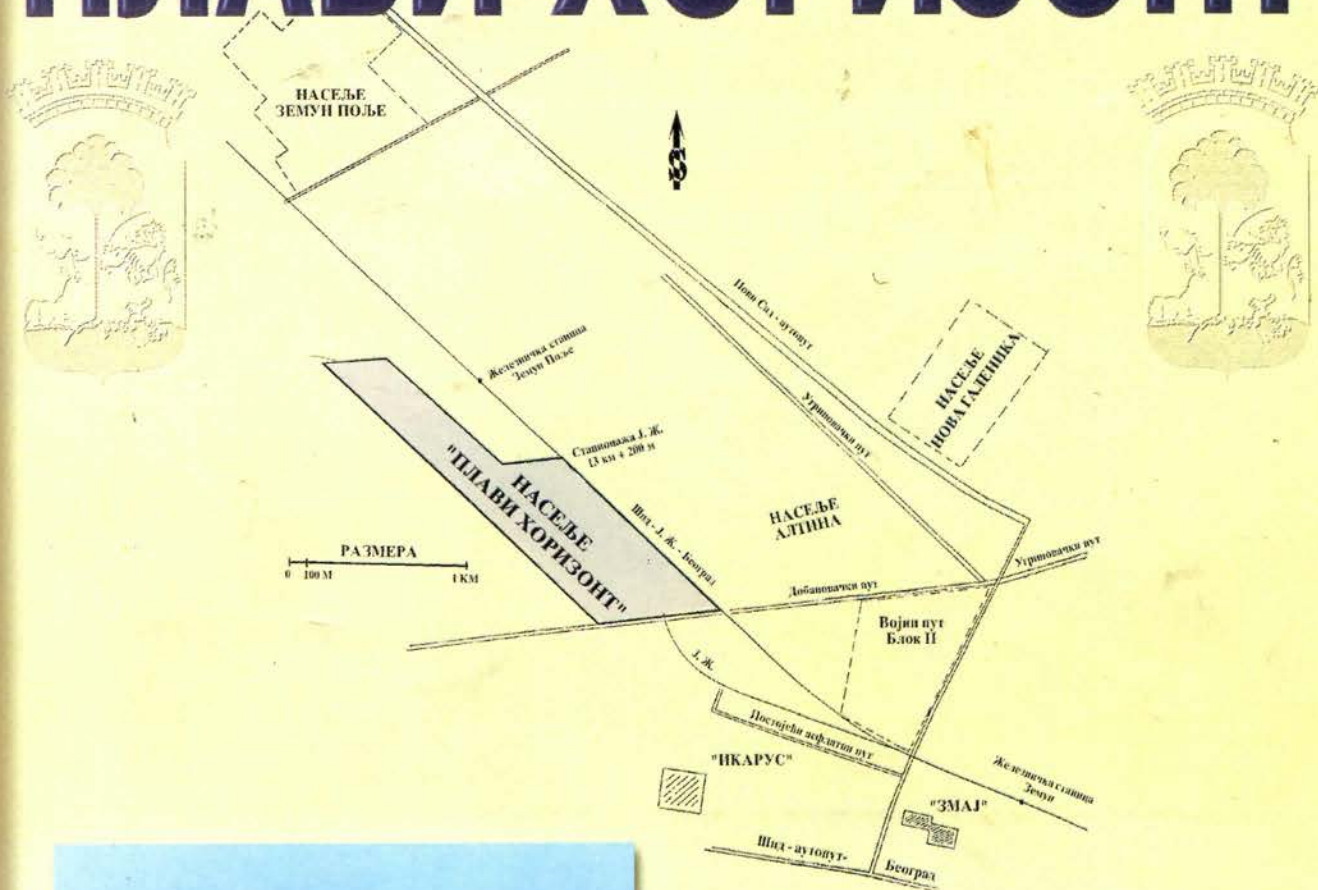 ПЛАВИ ХОРИЗОНТ
НАСЕЉЕ
ЗЕМУН ПОЉЕ
S
Нови Сад - аутопут
НАСЕЉЕ
НОВА ГАЛЕНИКА
Железничка станица
Земун Поље
Угриновачки пут
Стационажа Ј. Ж.
13 км + 200 м
НАСЕЉЕ
"ПЛАВИ ХОРИЗОНТ"
Шид - Ј. Ж. - Београд
НАСЕЉЕ
АЛТИНА
РАЗМЕРА
0 100 М 1 КМ
Угриновачки пут
Добановачки пут
Војни пут
Блок II
Ј. Ж.
Постојећи асфлатни пут
"ИКАРУС"
Железничка станица
Земун
"ЗМАЈ"
Шид - аутопут-
Београд